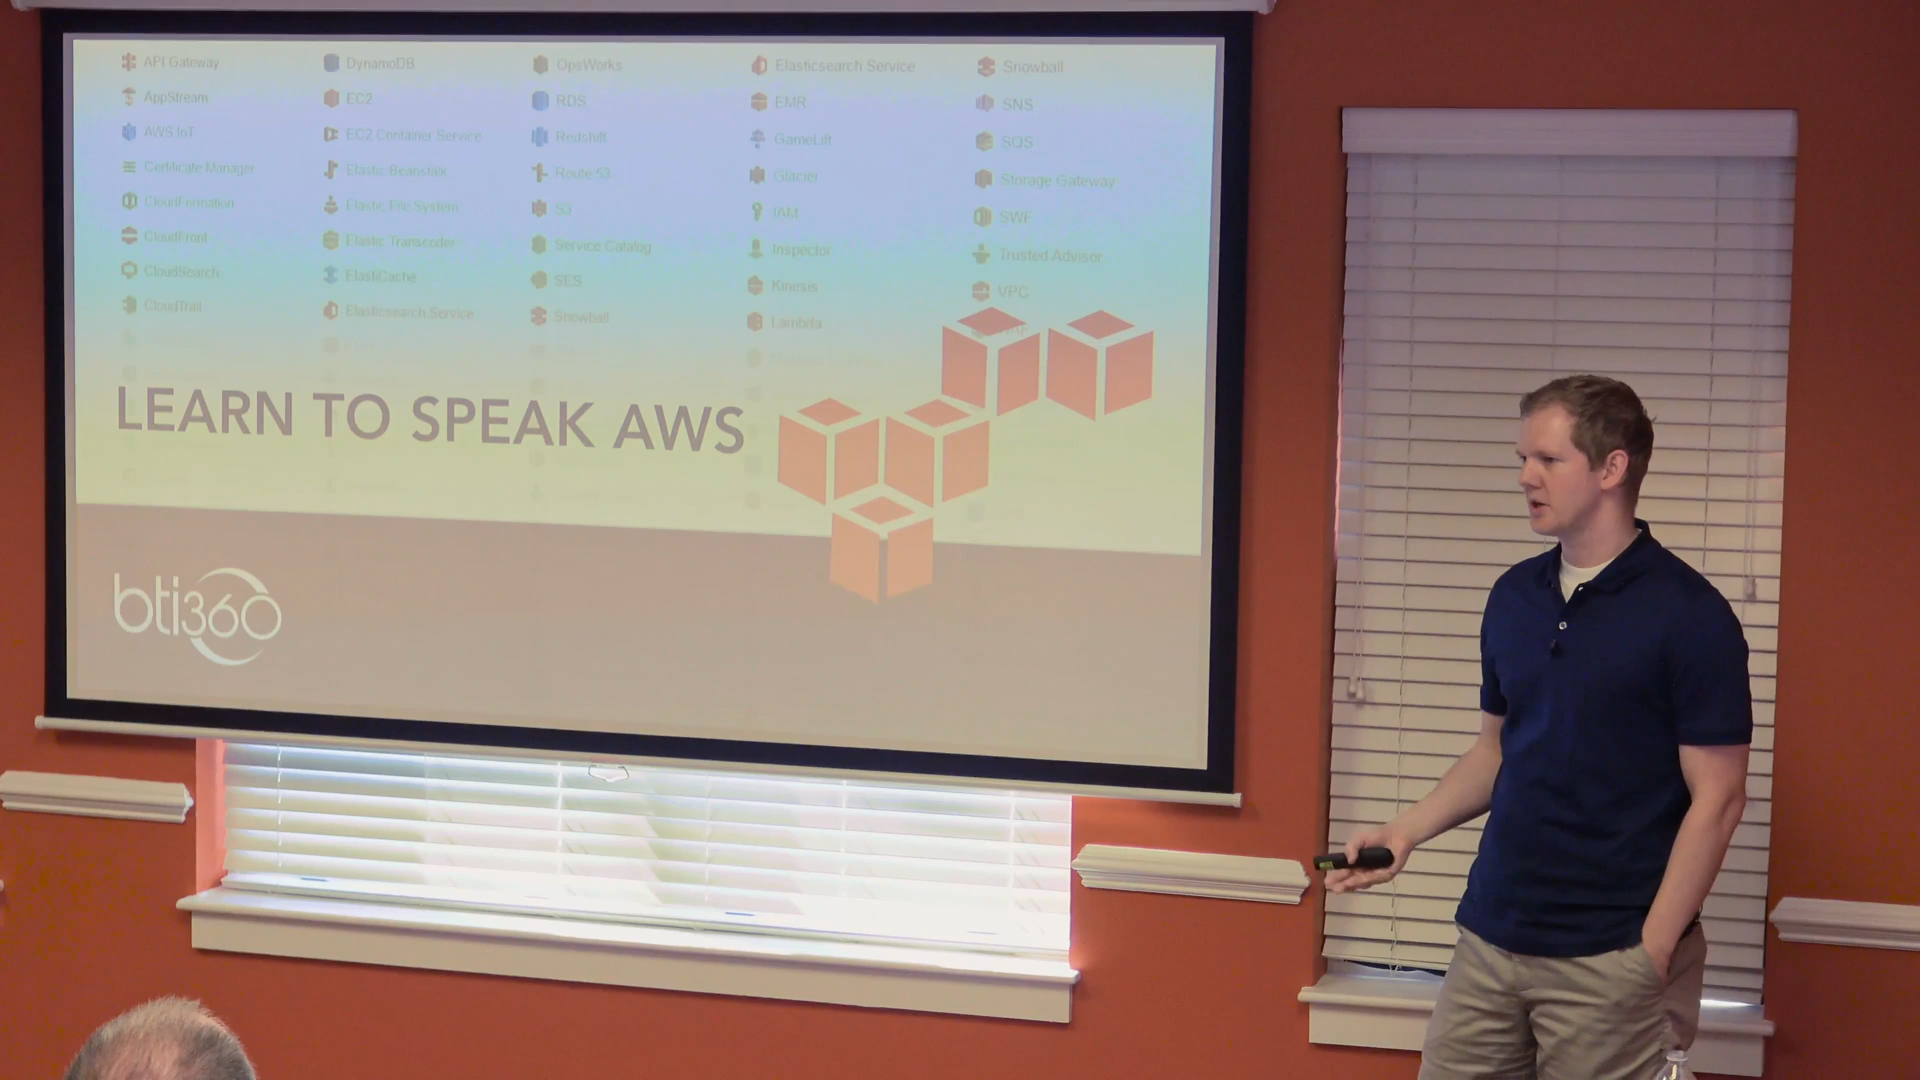 API Gateway
AppStream
AWS IoT
Certificate Manager
CloudFormation
CloudFront
CloudSearch
CloudTrail
DynamoDB
EC2
EC2 Container Service
Elastic Beanstalk
Elastic File System
Elastic Transcoder
ElastiCache
Elasticsearch Service
OpsWorks
RDS
Redshift
Route 53
S3
Service Catalog
SES
Snowball
Elasticsearch Service
EMR
GameLift
Glacier
IAM
Inspector
Kinesis
Lambda
Snowball
SNS
SQS
Storage Gateway
SWF
Trusted Advisor
VPC
LEARN TO SPEAK AWS
bti360